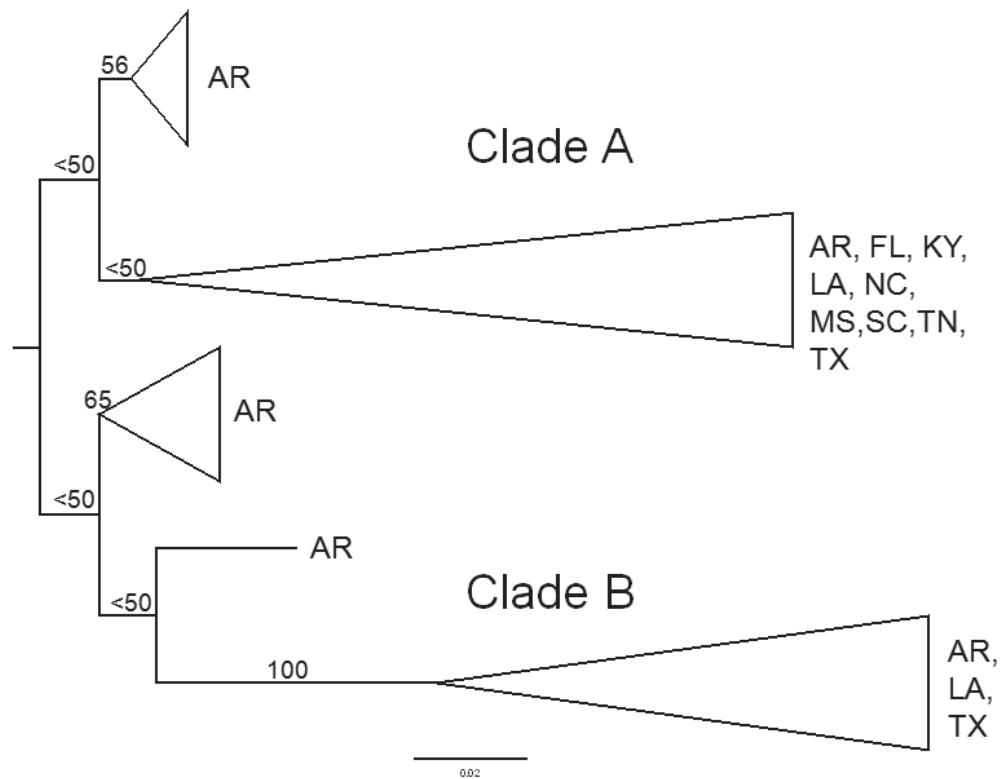 56
AR
<50
Clade A
<50
AR, FL, KY,
LA, NC,
MS,SC,TN,
TX
65
AR
<50
AR
<50
Clade B
100
AR,
LA,
TX
0.02